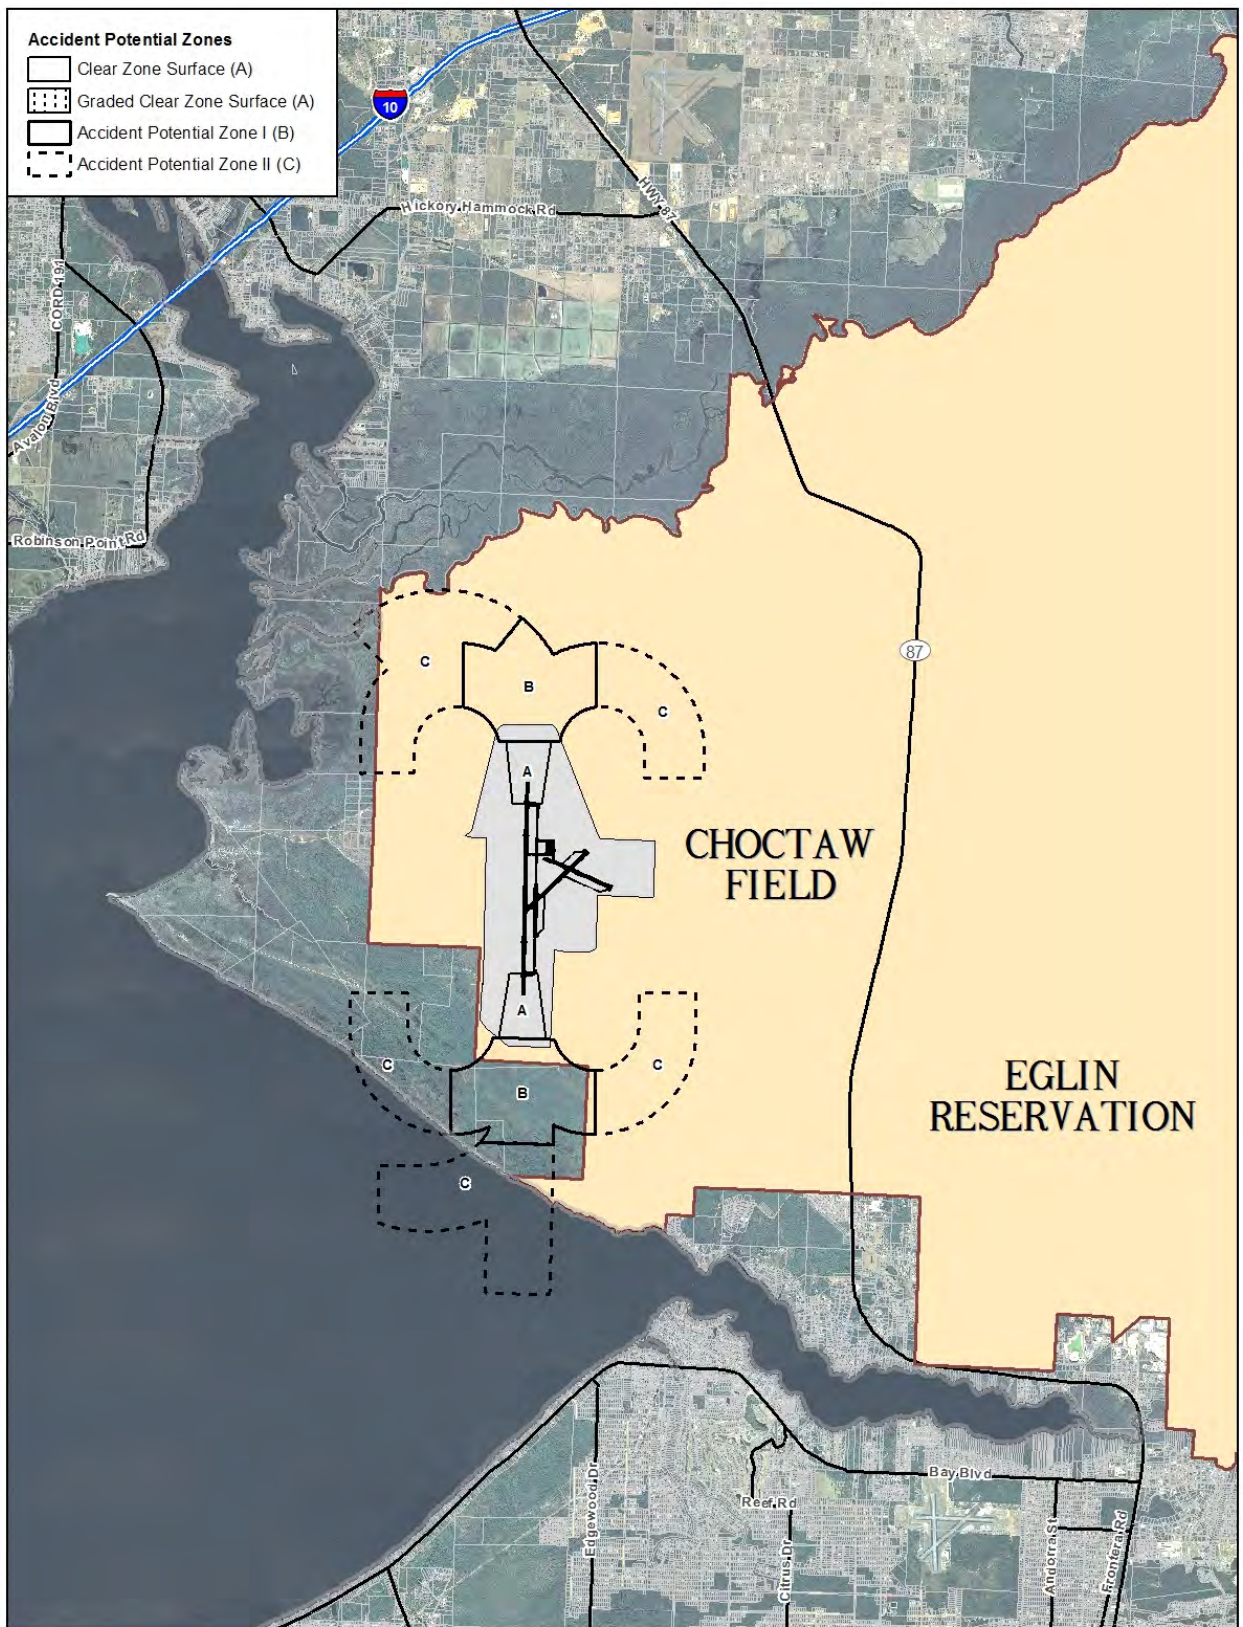 Accident Potential Zones
Clear Zone Surface (A)
Graded Clear Zone Surface (A)
Accident Potential Zone I (B)
Accident Potential Zone II (C)
10
HWY 87
Hickory Hammock Rd
CORD 191
Avalon Blvd
Robinson Point Rd
87
C
B
C
A
CHOCTAW
FIELD
A
C
C
B
EGLIN
RESERVATION
C
Bay Blvd
Reef Rd
Edgewood Dr
Citrus Dr
Andorra St
Frontera Rd